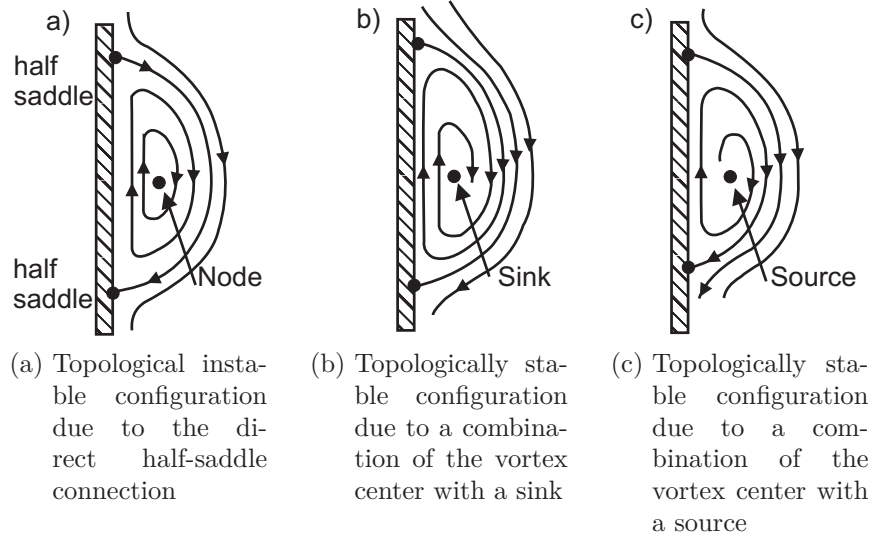 a)
half
saddle
half
saddle
Node
b)
Sink
c)
Source
(a) Topological insta-
ble configuration
due to the di-
rect half-saddle
connection
(b) Topologically sta-
ble configuration
due to a combina-
tion of the vortex
center with a sink
(c) Topologically sta-
ble configuration
due to a com-
bination of the
vortex center with
a source